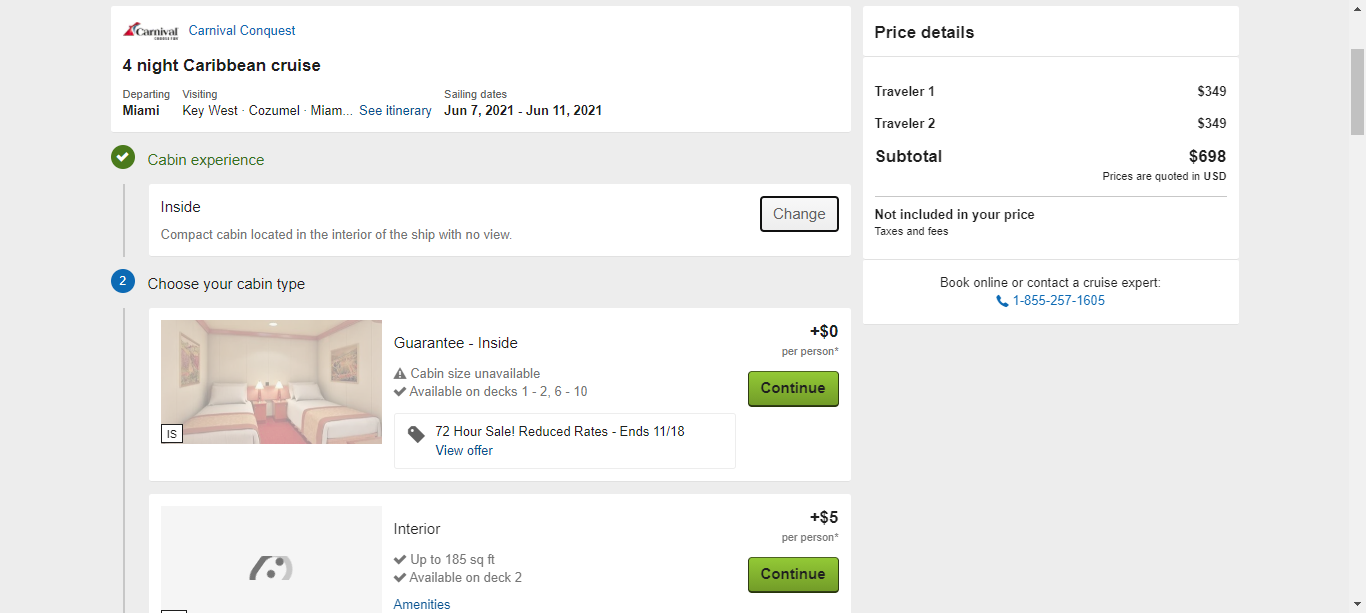 Carnival Carnival Conquest
4 night Caribbean cruise
Departing Visiting Sailing dates
Miami Key West · Cozumel · Miam... See itinerary Jun 7, 2021 - Jun 11, 2021
Cabin experience
Inside
Change
Compact cabin located in the interior of the ship with no view.
2 Choose your cabin type
IS
Guarantee - Inside
Cabin size unavailable
Available on decks 1 - 2, 6 - 10
72 Hour Sale! Reduced Rates - Ends 11/18
View offer
+$0
per person*
Continue
Interior
Up to 185 sq ft
Available on deck 2
Amenities
+$5
per person*
Continue
Price details
Traveler 1 $349
Traveler 2 $349
Subtotal $698
Prices are quoted in USD
Not included in your price
Taxes and fees
Book online or contact a cruise expert:
1-855-257-1605